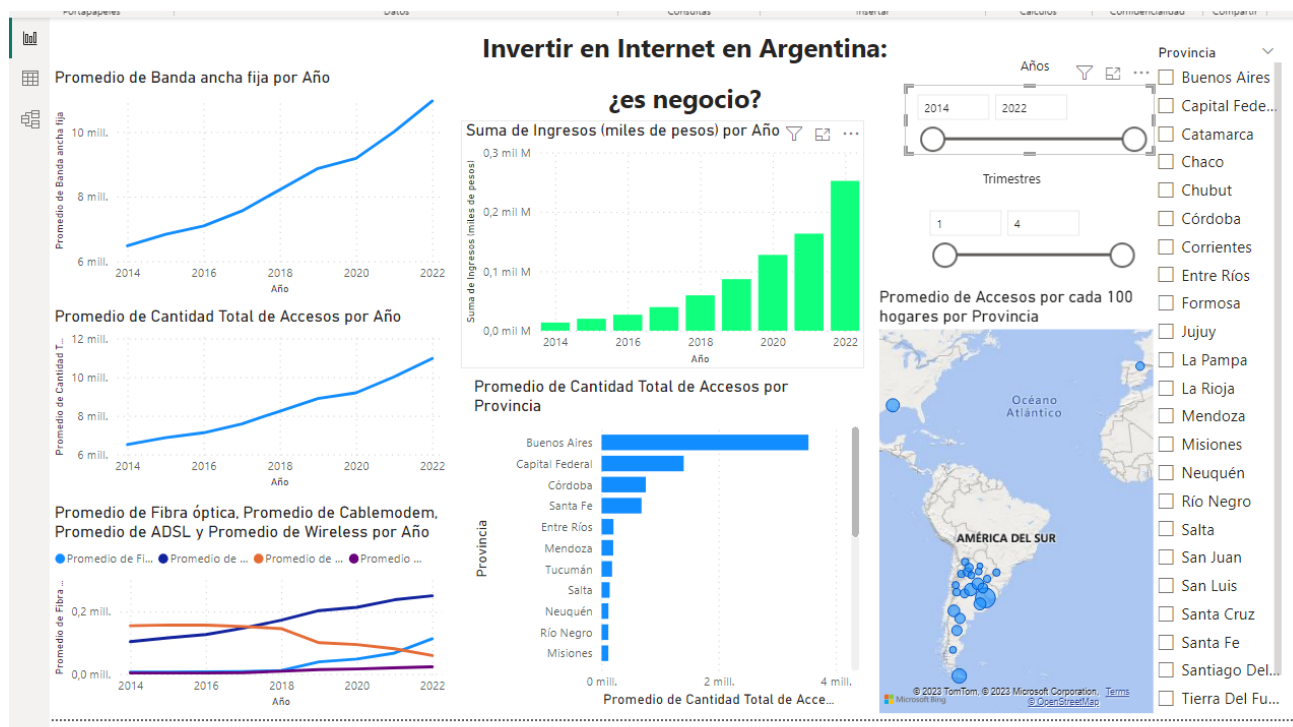 Portapapeles Datos Consultas Insertar Cálculos Confidencialidad Compartir
Invertir en Internet en Argentina:
¿es negocio?
Promedio de Banda ancha fija por Año
Promedio de Banda ancha fija
10 mill.
8 mill.
6 mill.
2014 2016 2018 2020 2022
Año
Promedio de Cantidad Total de Accesos por Año
Promedio de Cantidad T...
12 mill.
10 mill.
8 mill.
6 mill.
2014 2016 2018 2020 2022
Año
Promedio de Fibra óptica, Promedio de Cablemodem,
Promedio de ADSL y Promedio de Wireless por Año
Promedio de Fi... Promedio de ... Promedio de ... Promedio ...
Promedio de Fibra ...
0,2 mill.
0,0 mill.
2014 2016 2018 2020 2022
Año
Suma de Ingresos (miles de pesos) por Año
Suma de Ingresos (miles de pesos)
0,3 mil M
0,2 mil M
0,1 mil M
0,0 mil M
2014 2016 2018 2020 2022
Año
Promedio de Cantidad Total de Accesos por
Provincia
Provincia
Buenos Aires
Capital Federal
Córdoba
Santa Fe
Entre Ríos
Mendoza
Tucumán
Salta
Neuquén
Río Negro
Misiones
0 mill. 2 mill. 4 mill.
Promedio de Cantidad Total de Acce...
Años
2014 2022
Trimestres
1 4
Promedio de Accesos por cada 100
hogares por Provincia
Océano
Atlántico
AMÉRICA DEL SUR
© 2023 TomTom, © 2023 Microsoft Corporation, Terms
Microsoft Bing © OpenStreetMap
Provincia
Buenos Aires
Capital Fede...
Catamarca
Chaco
Chubut
Córdoba
Corrientes
Entre Ríos
Formosa
Jujuy
La Pampa
La Rioja
Mendoza
Misiones
Neuquén
Río Negro
Salta
San Juan
San Luis
Santa Cruz
Santa Fe
Santiago Del...
Tierra Del Fu...